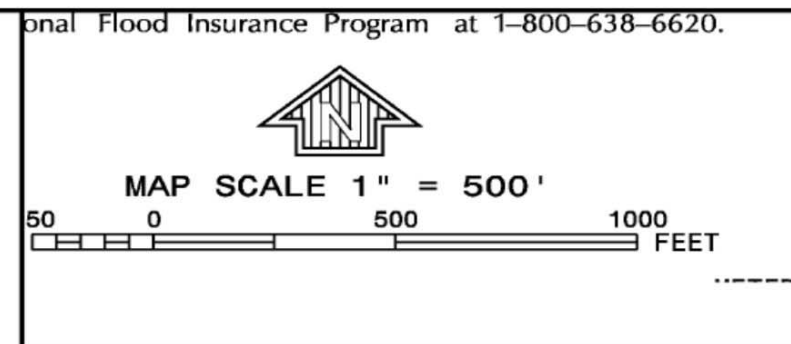 onal Flood Insurance Program at 1–800–638–6620.
N
MAP SCALE 1" = 500'
50 0 500 1000
FEET